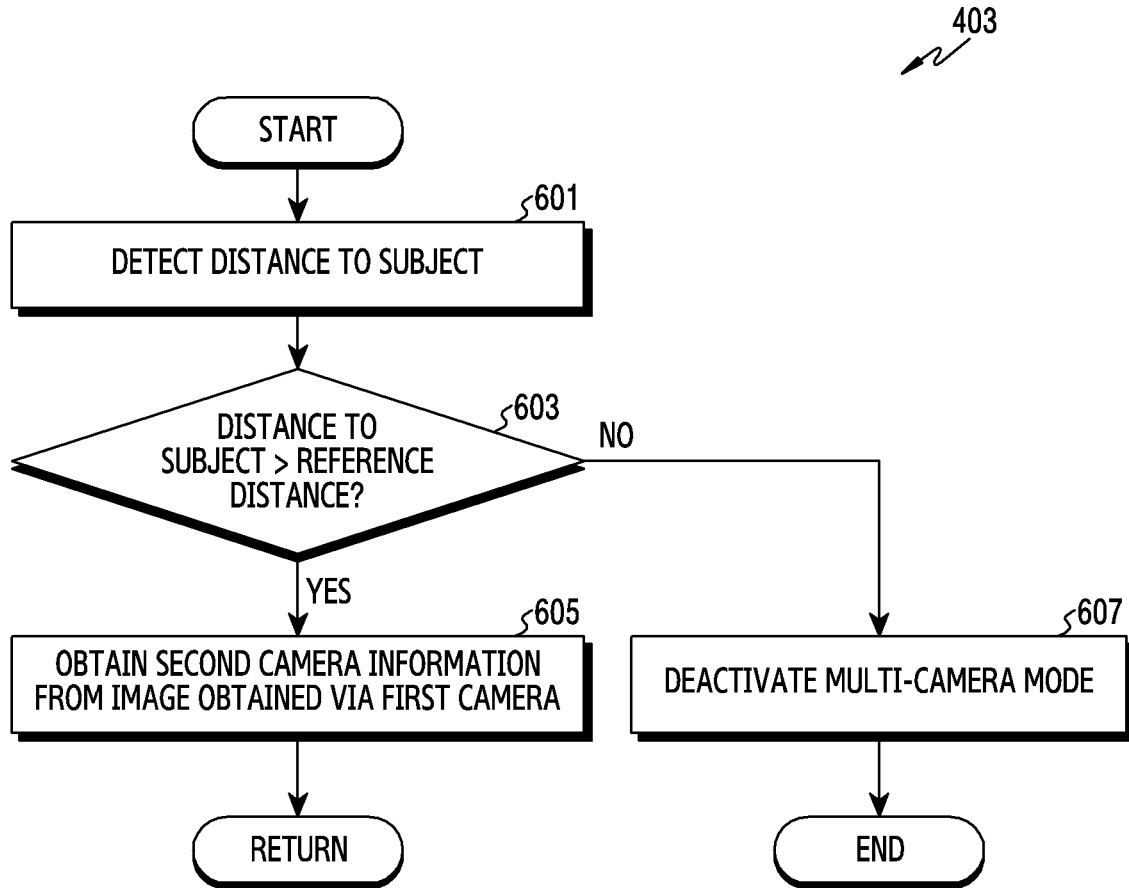 403
START
601
DETECT DISTANCE TO SUBJECT
603
DISTANCE TO
SUBJECT > REFERENCE
DISTANCE?
NO
YES
605
OBTAIN SECOND CAMERA INFORMATION
FROM IMAGE OBTAINED VIA FIRST CAMERA
607
DEACTIVATE MULTI-CAMERA MODE
RETURN
END